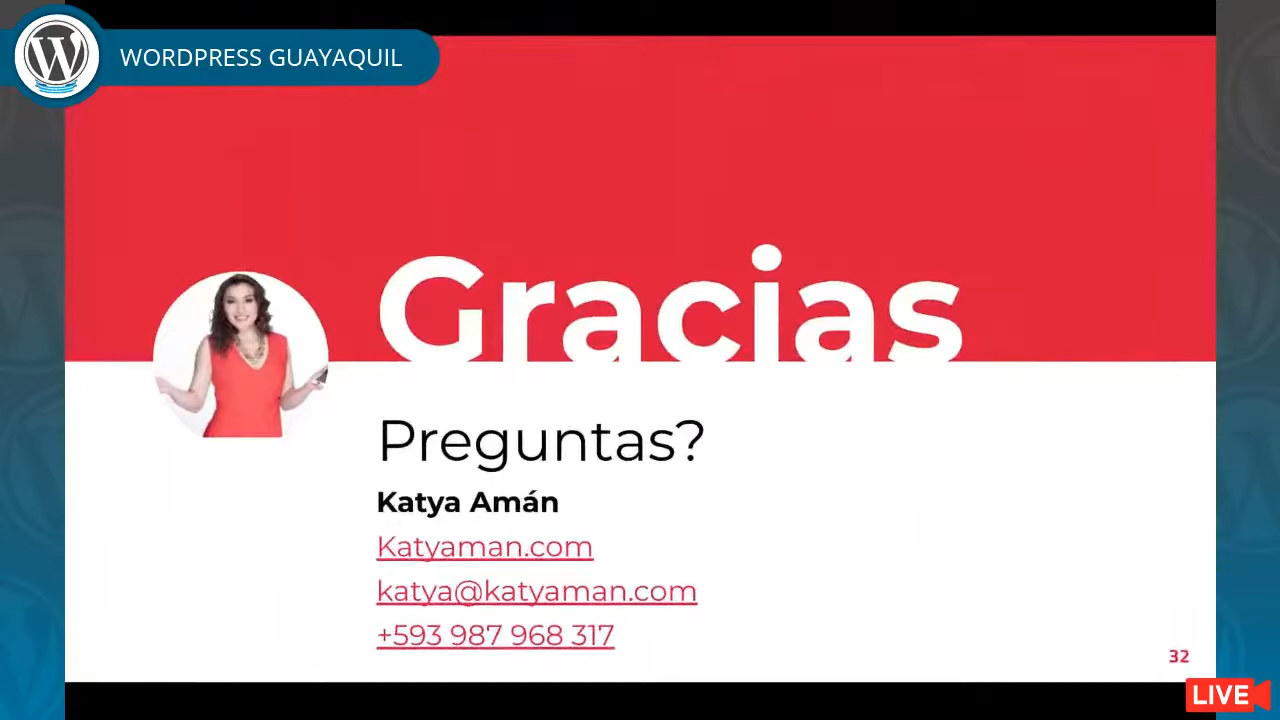 WORDPRESS GUAYAQUIL
Gracias
Preguntas?
Katya Amán
Katyaman.com
katya@katyaman.com
+593 987 968 317
32
LIVE